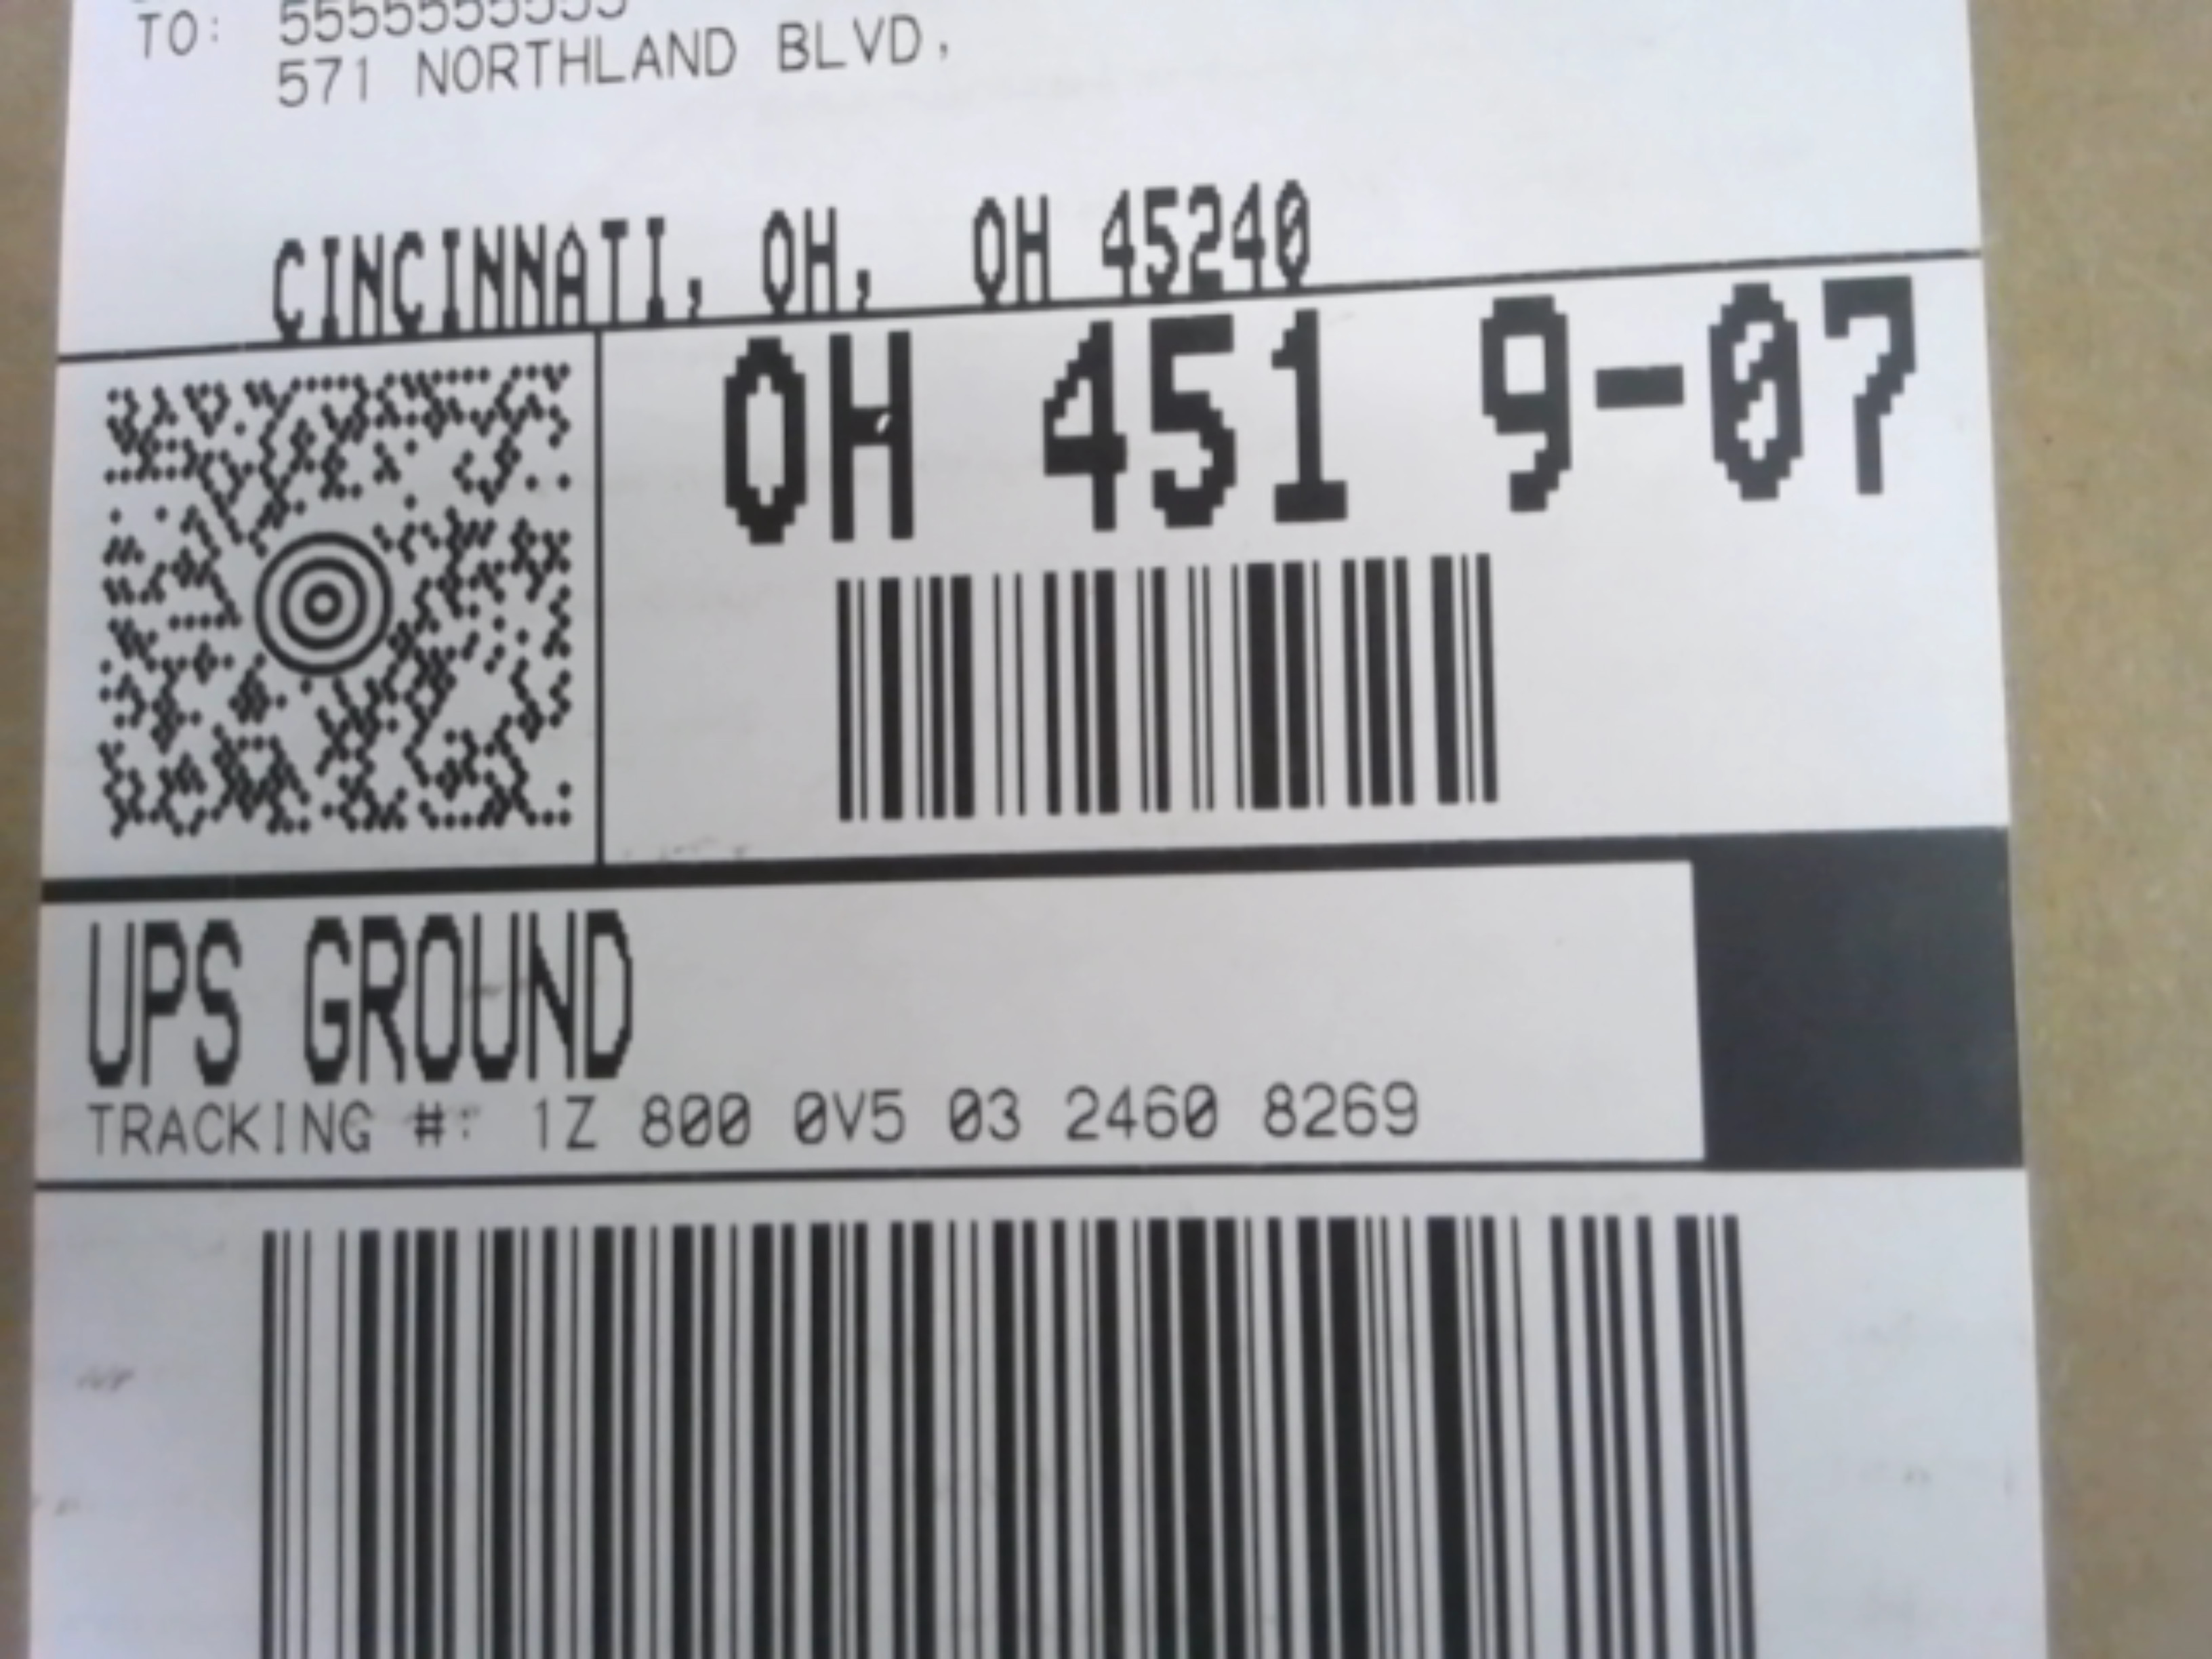 TO: 5555555555
571 NORTHLAND BLVD,
CINCINNATI, OH, OH 45240
OH 451 9-07
UPS GROUND
TRACKING #: 1Z 800 0V5 03 2460 8269